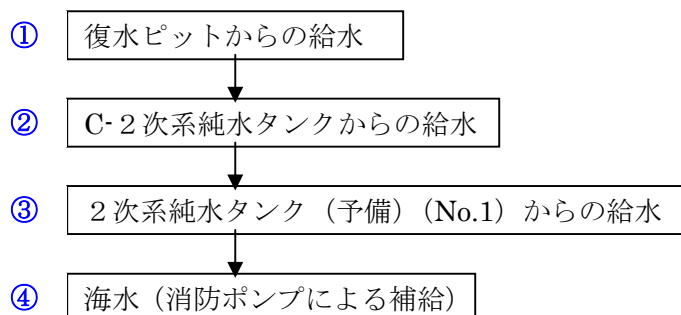 ① 復水ピットからの給水
② C-２次系純水タンクからの給水
③ ２次系純水タンク（予備）（No.1）からの給水
④ 海水（消防ポンプによる補給）